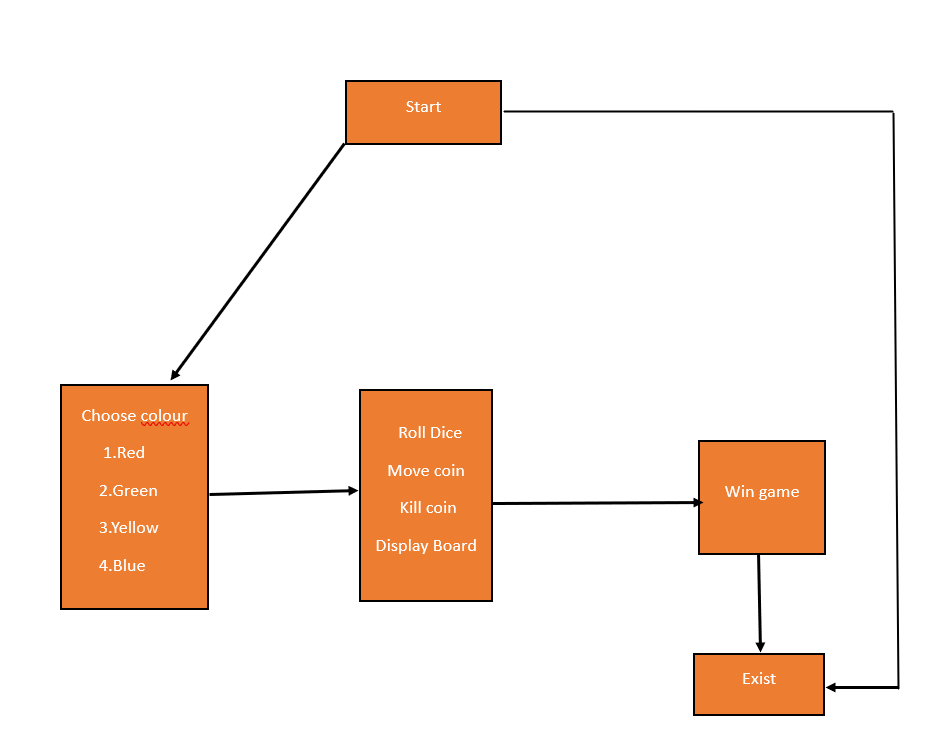 Start
Choose colour
1.Red
2.Green
3.Yellow
4.Blue
Roll Dice
Move coin
Kill coin
Display Board
Win game
Exist